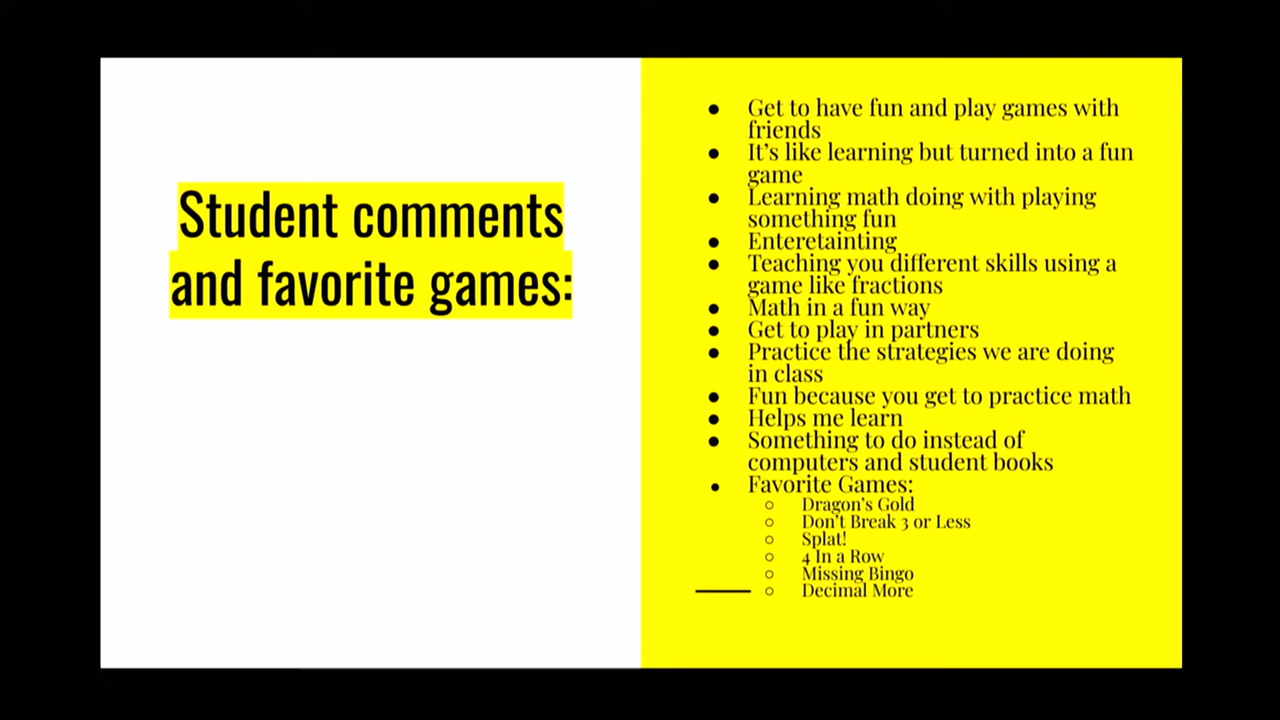 Student comments
and favorite games:
● Get to have fun and play games with
friends
● It's like learning but turned into a fun
game
● Learning math doing with playing
something fun
● Enteretainting
● Teaching you different skills using a
game like fractions
● Math in a fun way
● Get to play in partners
● Practice the strategies we are doing
in class
● Fun because you get to practice math
● Helps me learn
● Something to do instead of
computers and student books
● Favorite Games:
○ Dragon's Gold
○ Don't Break 3 or Less
○ Splat!
○ 4 In a Row
○ Missing Bingo
○ Decimal More